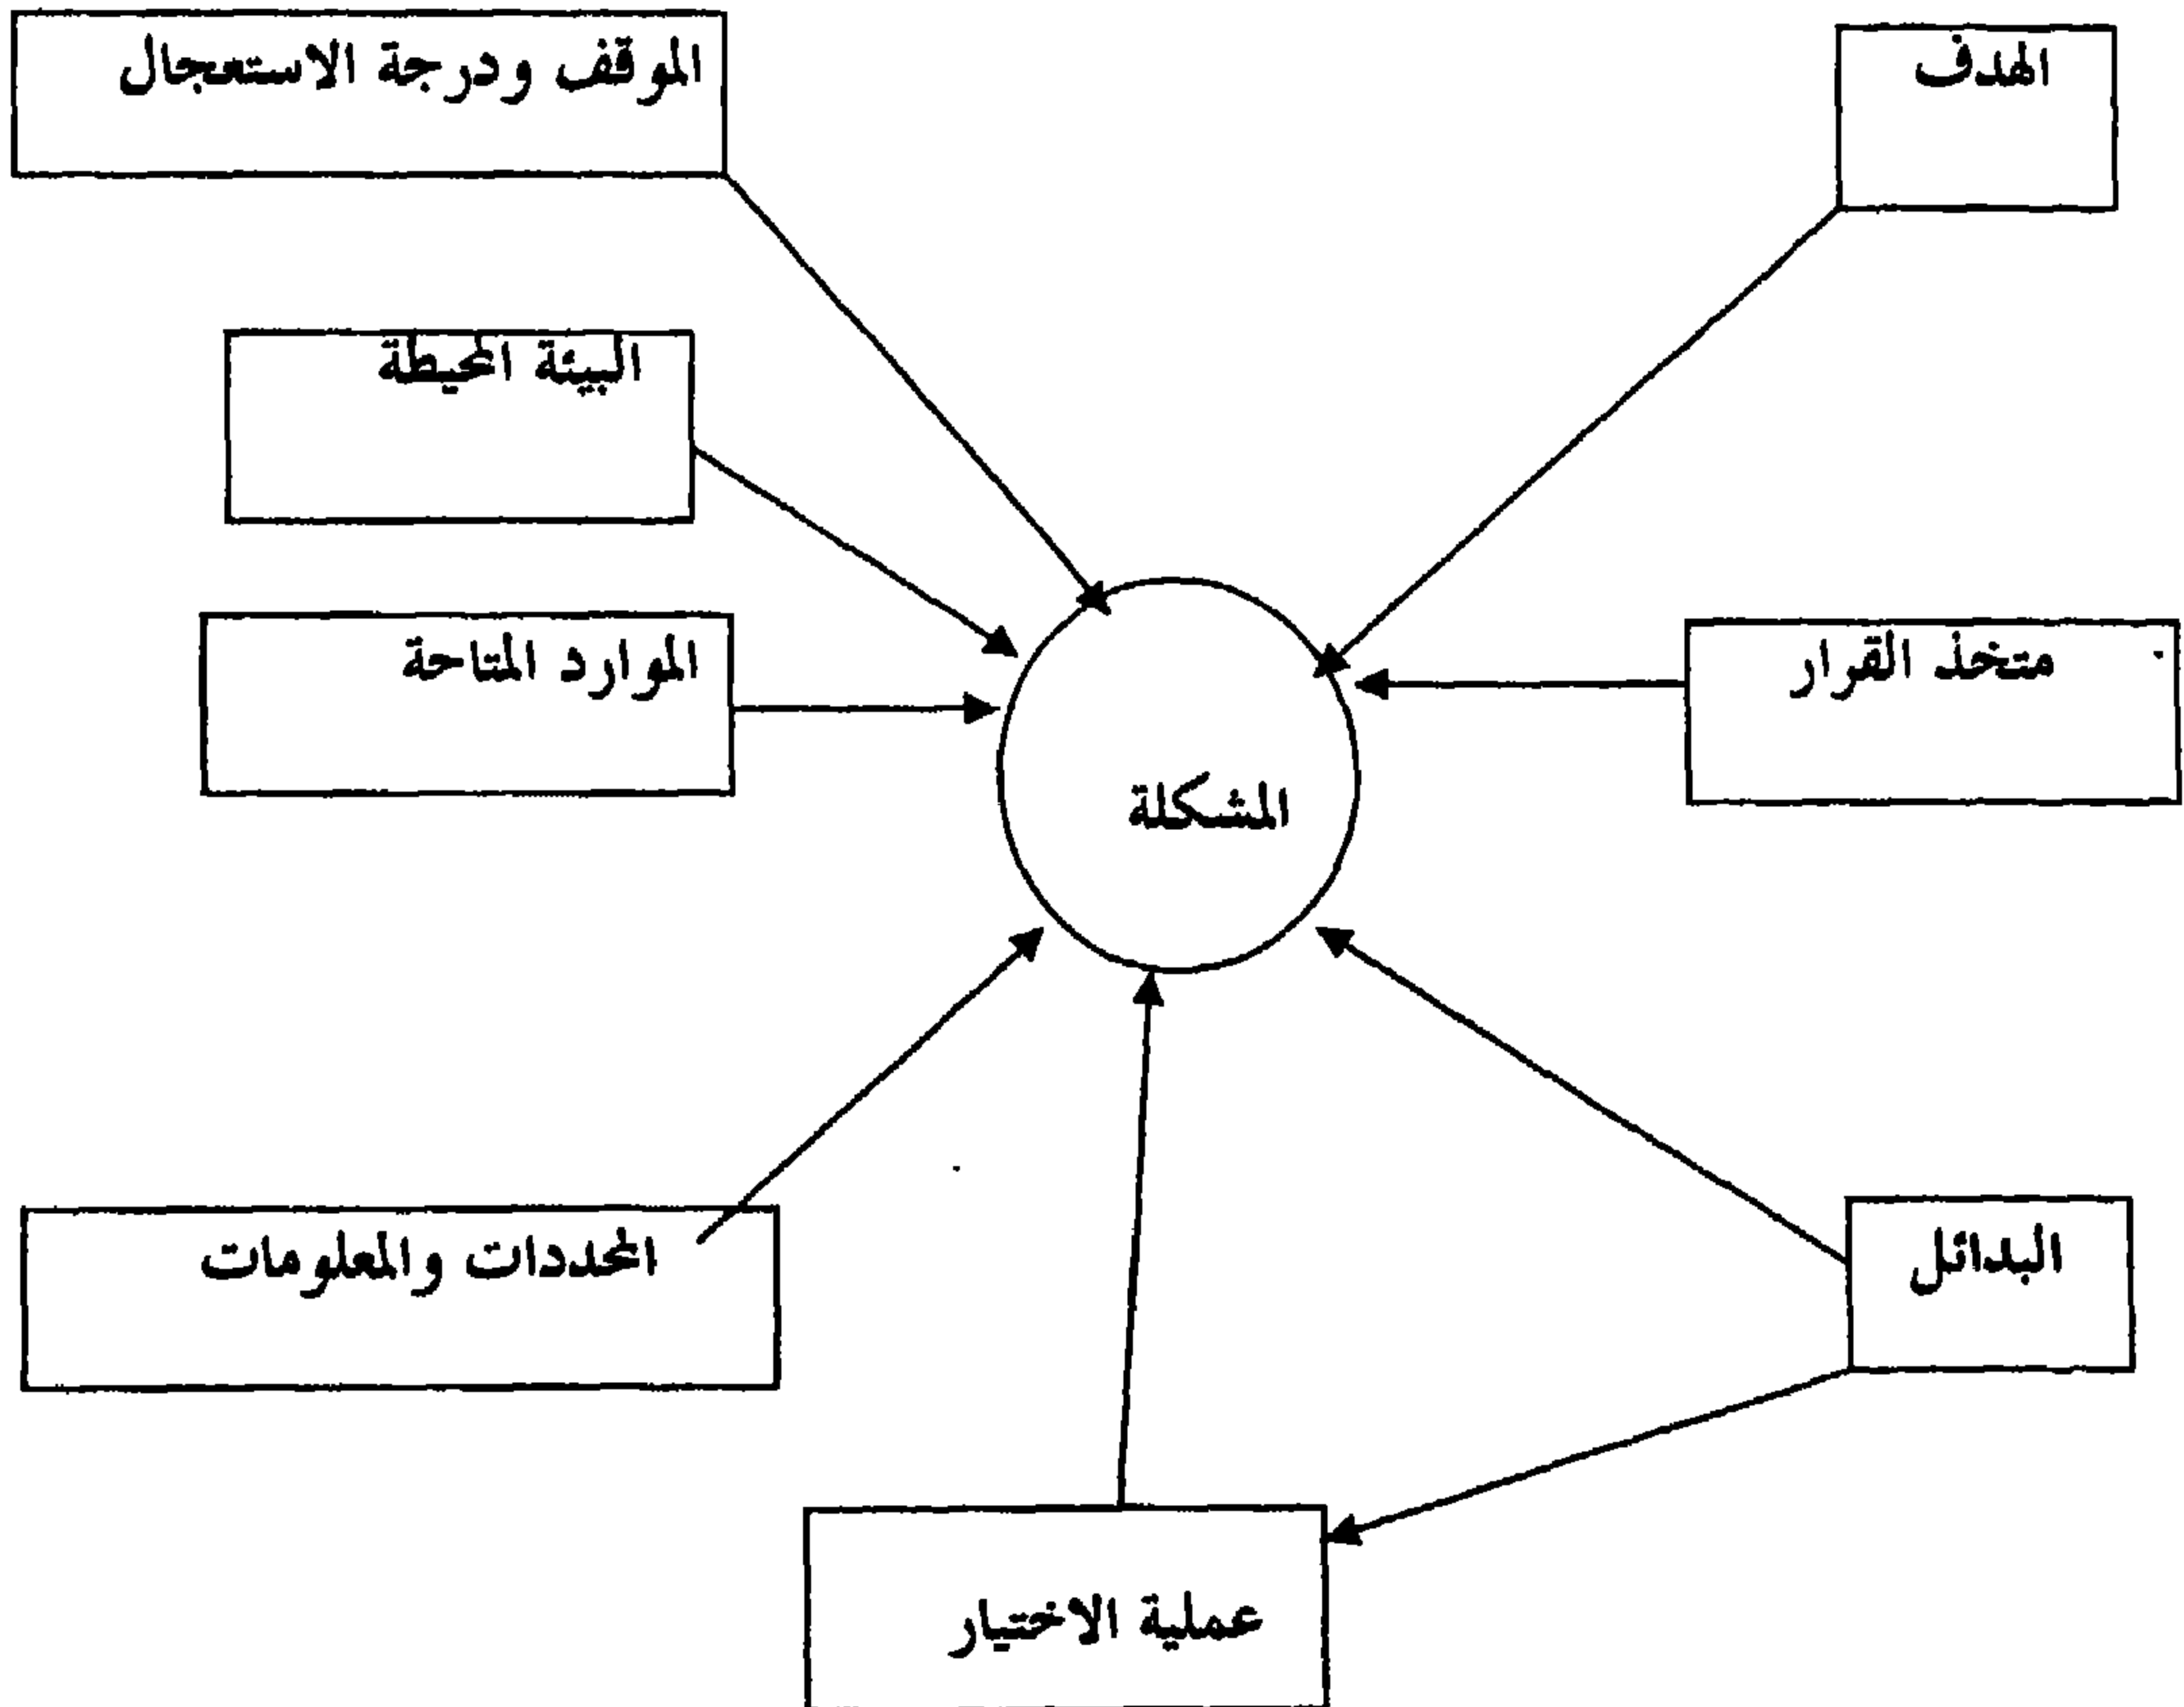 الهدف
الموقف ودرجة الاستعجال
البيئة المحيطة
متخذ القرار
الموارد المتاحة
المشكلة
البدائل
المحددات والمعلومات
عملية الاختيار